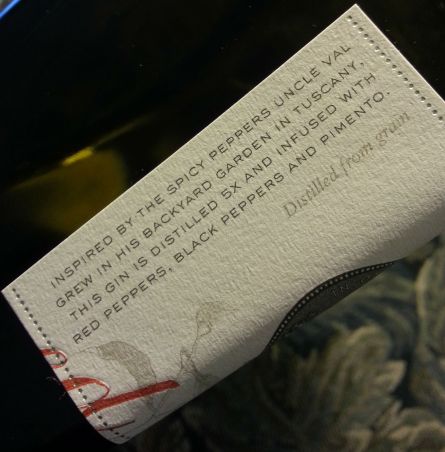 INSPIRED BY THE SPICY PEPPERS UNCLE VAL
GREW IN HIS BACKYARD GARDEN IN TUSCANY,
THIS GIN IS DISTILLED 5X AND INFUSED WITH
RED PEPPERS, BLACK PEPPERS AND PIMENTO.
Distilled from grain